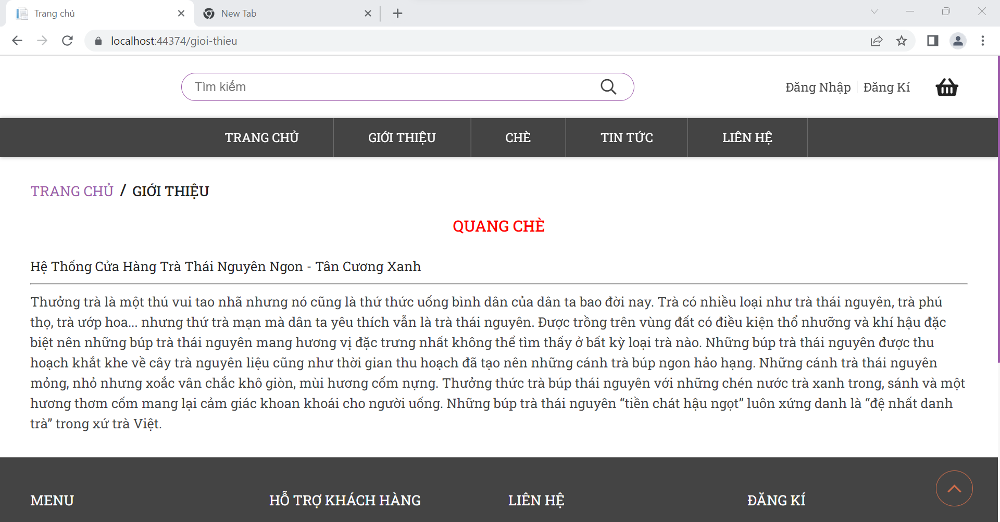 Trang chủ
New Tab
localhost:44374/gioi-thieu
Tìm kiếm
Đăng Nhập | Đăng Kí
TRANG CHỦ
GIỚI THIỆU
CHÈ
TIN TỨC
LIÊN HỆ
TRANG CHỦ / GIỚI THIỆU
QUANG CHÈ
Hệ Thống Cửa Hàng Trà Thái Nguyên Ngon - Tân Cương Xanh
Thưởng trà là một thú vui tao nhã nhưng nó cũng là thứ thức uống bình dân của dân ta bao đời nay. Trà có nhiều loại như trà thái nguyên, trà phú
thọ, trà ướp hoa... nhưng thứ trà mạn mà dân ta yêu thích vẫn là trà thái nguyên. Được trồng trên vùng đất có điều kiện thổ nhưỡng và khí hậu đặc
biệt nên những búp trà thái nguyên mang hương vị đặc trưng nhất không thể tìm thấy ở bất kỳ loại trà nào. Những búp trà thái nguyên được thu
hoạch khắt khe về cây trà nguyên liệu cũng như thời gian thu hoạch đã tạo nên những cánh trà búp ngon hảo hạng. Những cánh trà thái nguyên
mỏng, nhỏ nhưng xoắc vân chắc khô giòn, mùi hương cốm nựng. Thưởng thức trà búp thái nguyên với những chén nước trà xanh trong, sánh và một
hương thơm cốm mang lại cảm giác khoan khoái cho người uống. Những búp trà thái nguyên “tiền chát hậu ngọt” luôn xứng danh là “đệ nhất danh
trà” trong xứ trà Việt.
MENU
HỖ TRỢ KHÁCH HÀNG
LIÊN HỆ
ĐĂNG KÍ